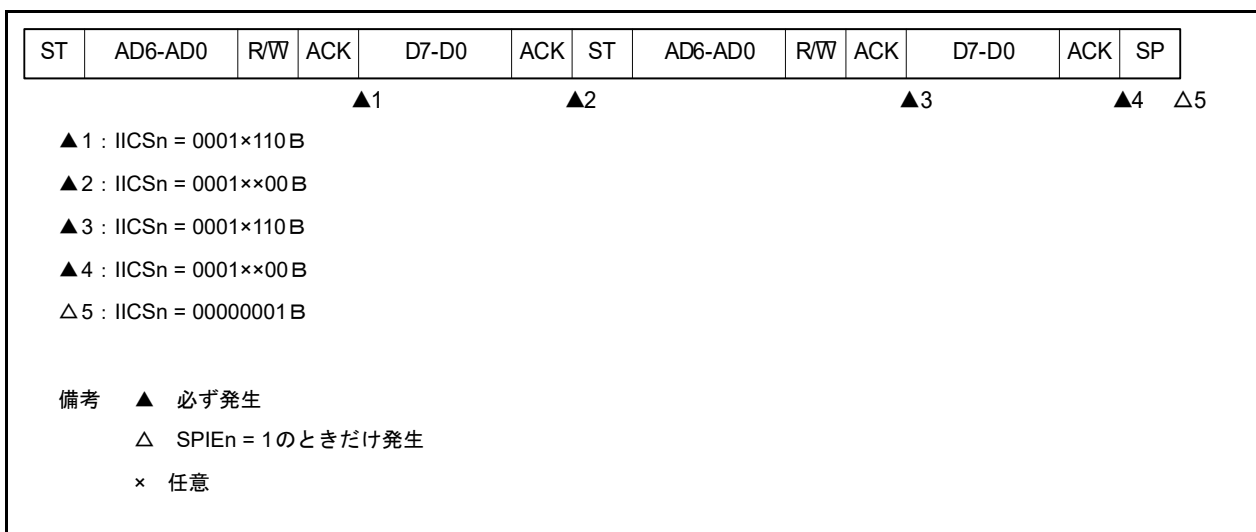 ST AD6-AD0 R/W̅ ACK D7-D0 ACK ST AD6-AD0 R/W̅ ACK D7-D0 ACK SP
▲1 ▲2 ▲3 ▲4 △5
▲1 : IICSn = 0001×110B
▲2 : IICSn = 0001××00B
▲3 : IICSn = 0001×110B
▲4 : IICSn = 0001××00B
△5 : IICSn = 00000001B
備考 ▲ 必ず発生
△ SPIEn = 1のときだけ発生
× 任意